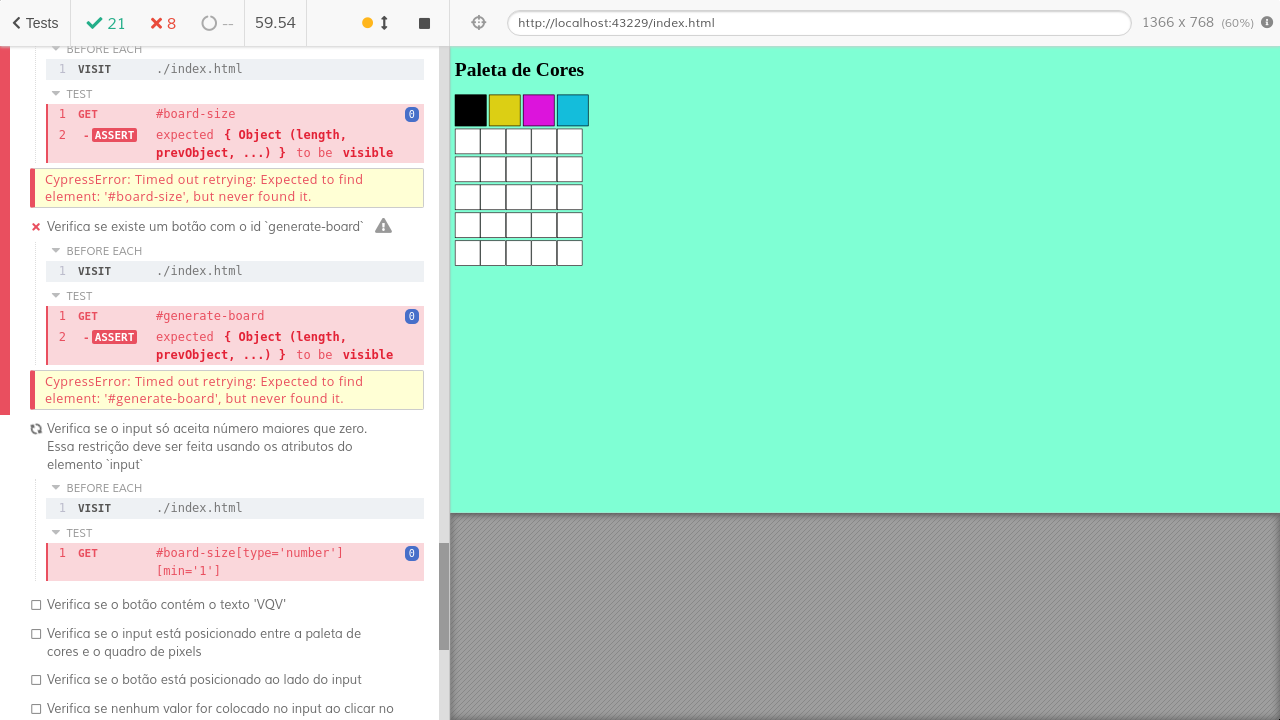 Tests 21 8 -- 59.54 http://localhost:43229/index.html 1366 x 768 (60%)
BEFORE EACH
1 VISIT ./index.html
TEST
1 GET #board-size 0
2 -ASSERT expected { Object (length,
prevObject, ...) } to be visible
CypressError: Timed out retrying: Expected to find
element: '#board-size', but never found it.
Verifica se existe um botão com o id `generate-board`
BEFORE EACH
1 VISIT ./index.html
TEST
1 GET #generate-board 0
2 -ASSERT expected { Object (length,
prevObject, ...) } to be visible
CypressError: Timed out retrying: Expected to find
element: '#generate-board', but never found it.
Verifica se o input só aceita número maiores que zero.
Essa restrição deve ser feita usando os atributos do
elemento `input`
BEFORE EACH
1 VISIT ./index.html
TEST
1 GET #board-size[type='number'] 0
[min='1']
Verifica se o botão contém o texto 'VQV'
Verifica se o input está posicionado entre a paleta de
cores e o quadro de pixels
Verifica se o botão está posicionado ao lado do input
Verifica se nenhum valor for colocado no input ao clicar no
Paleta de Cores